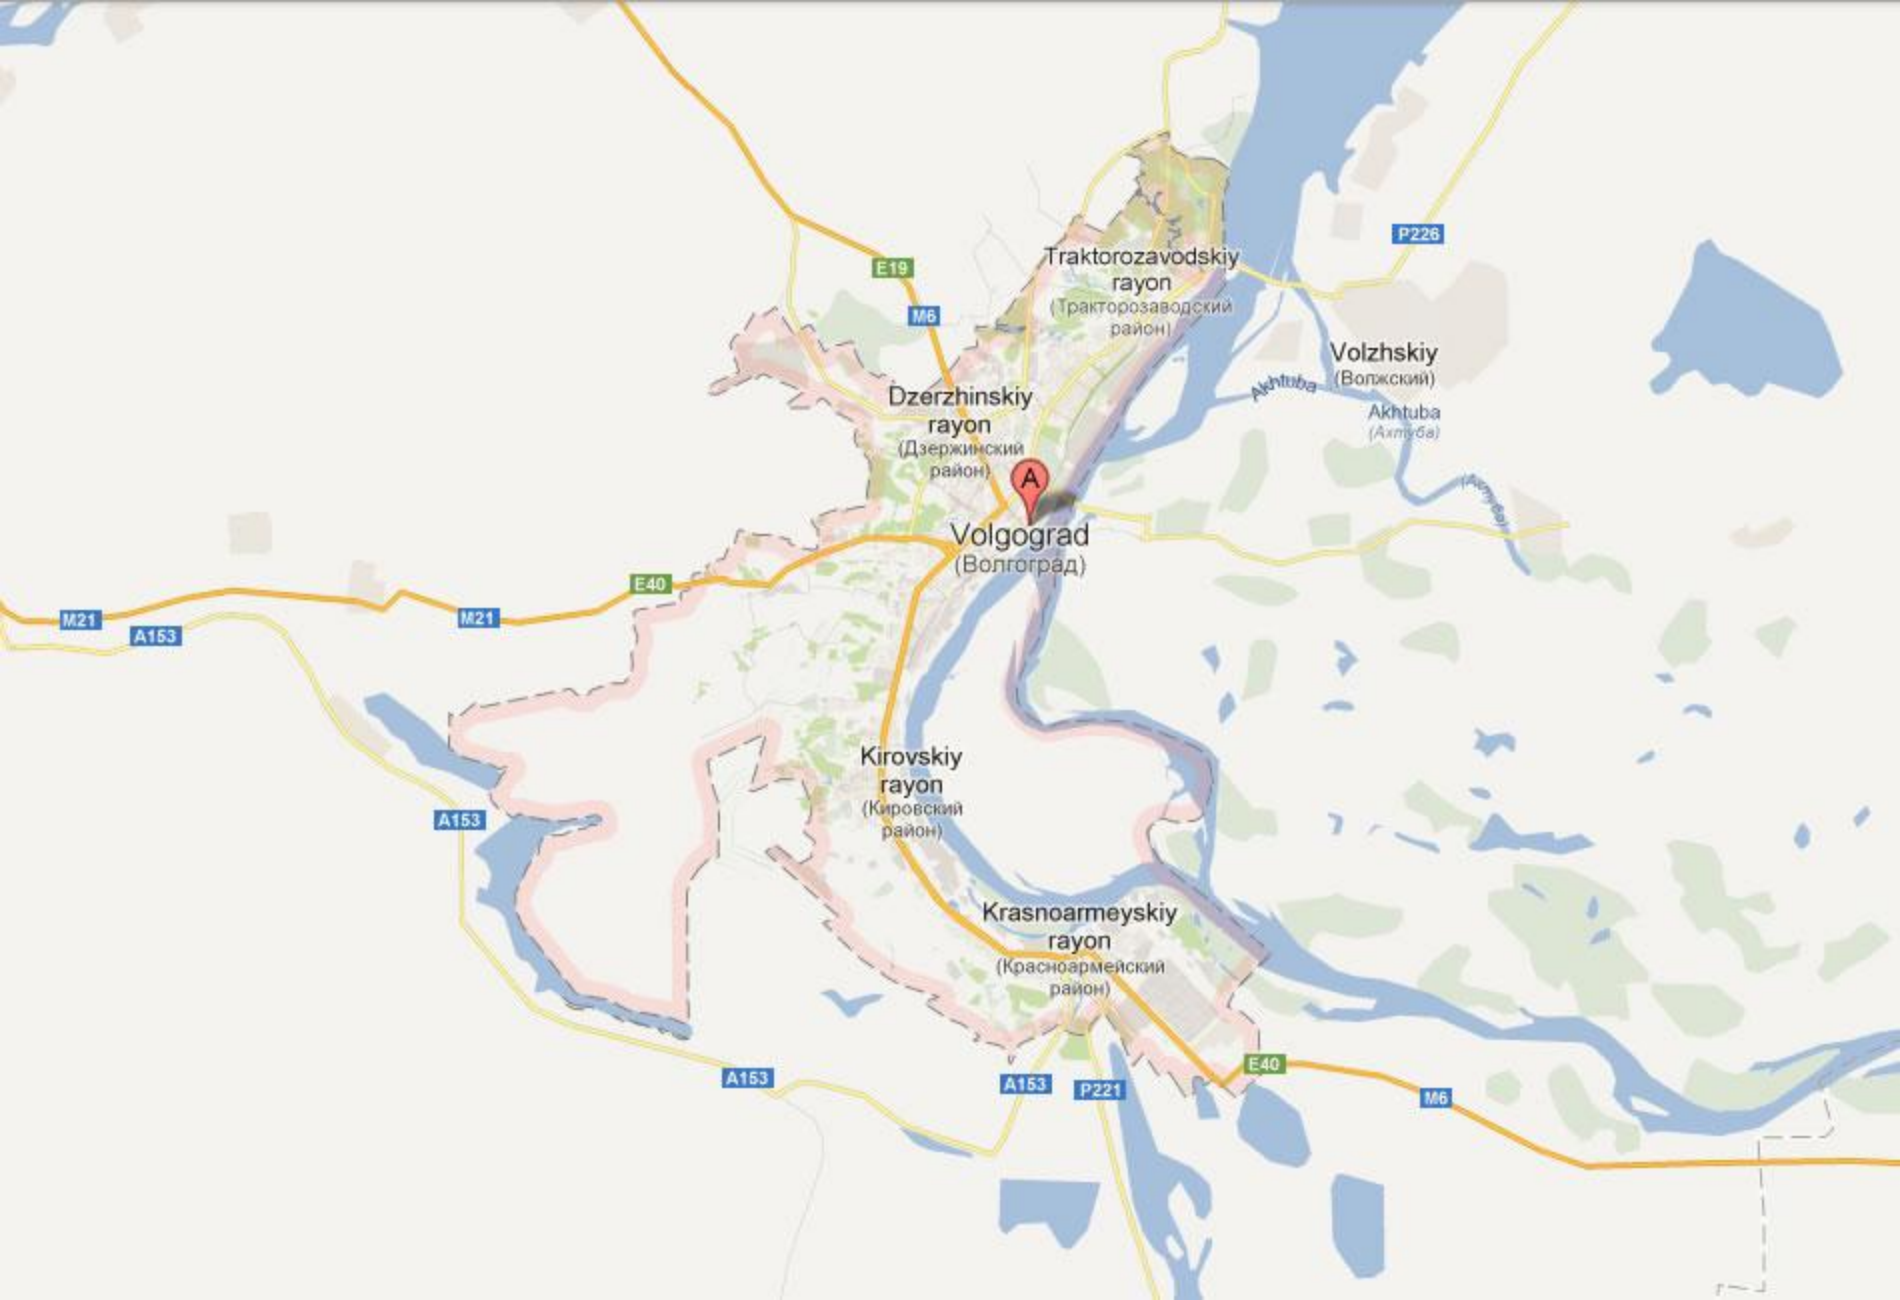 P226
Traktorozavodskiy
rayon
(Тракторозаводский
район)
E19
M6
Volzhskiy
(Волжский)
Akhtuba
Akhtuba
(Ахтуба)
Dzerzhinskiy
rayon
(Дзержинский
район)
A
(Ахтуба)
Volgograd
(Волгоград)
E40
M21
M21
A153
Kirovskiy
rayon
(Кировский
район)
A153
Krasnoarmeyskiy
rayon
(Красноармейский
район)
E40
A153
A153
P221
M6